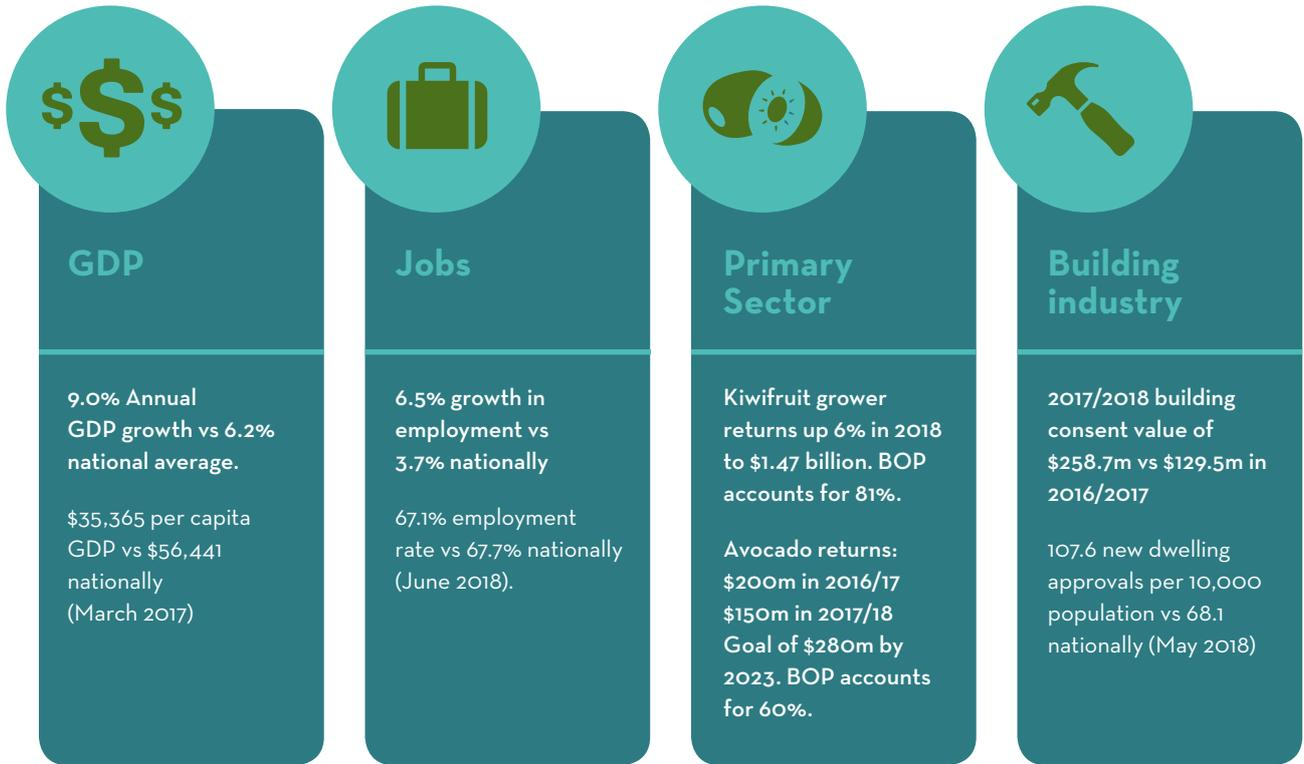 $$$
GDP
9.0% Annual
GDP growth vs 6.2%
national average.
$35,365 per capita
GDP vs $56,441
nationally
(March 2017)
Jobs
6.5% growth in
employment vs
3.7% nationally
67.1% employment
rate vs 67.7% nationally
(June 2018).
Primary
Sector
Kiwifruit grower
returns up 6% in 2018
to $1.47 billion. BOP
accounts for 81%.
Avocado returns:
$200m in 2016/17
$150m in 2017/18
Goal of $280m by
2023. BOP accounts
for 60%.
Building
industry
2017/2018 building
consent value of
$258.7m vs $129.5m in
2016/2017
107.6 new dwelling
approvals per 10,000
population vs 68.1
nationally (May 2018)